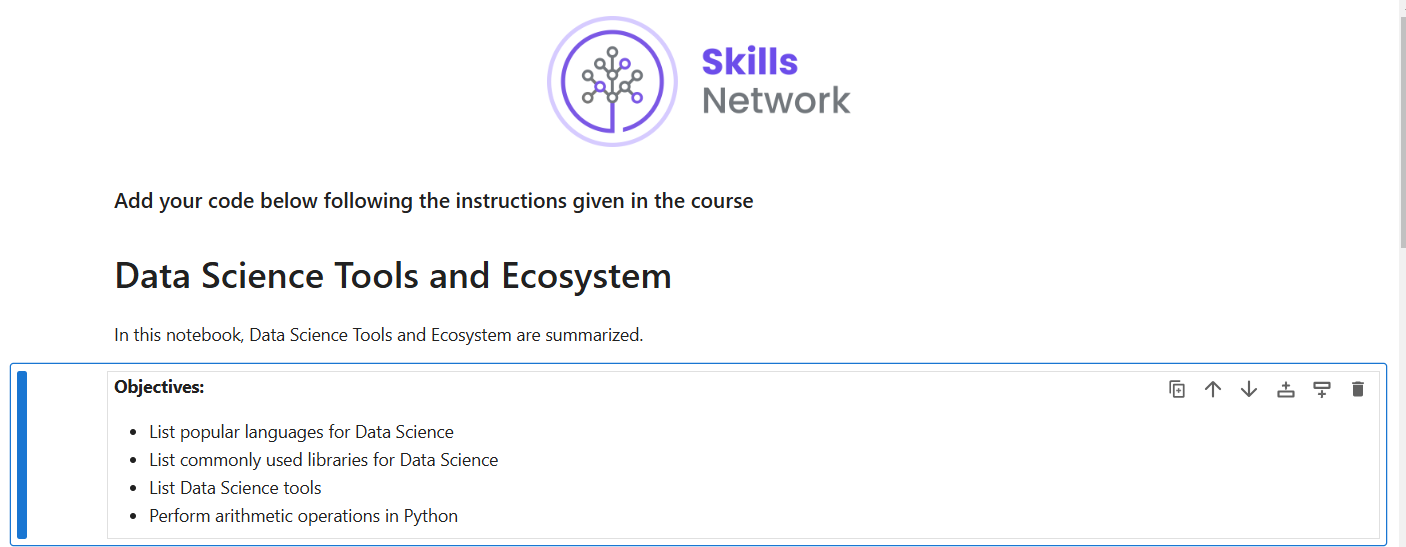 Skills
Network
Add your code below following the instructions given in the course
Data Science Tools and Ecosystem
In this notebook, Data Science Tools and Ecosystem are summarized.
Objectives:
• List popular languages for Data Science
• List commonly used libraries for Data Science
• List Data Science tools
• Perform arithmetic operations in Python